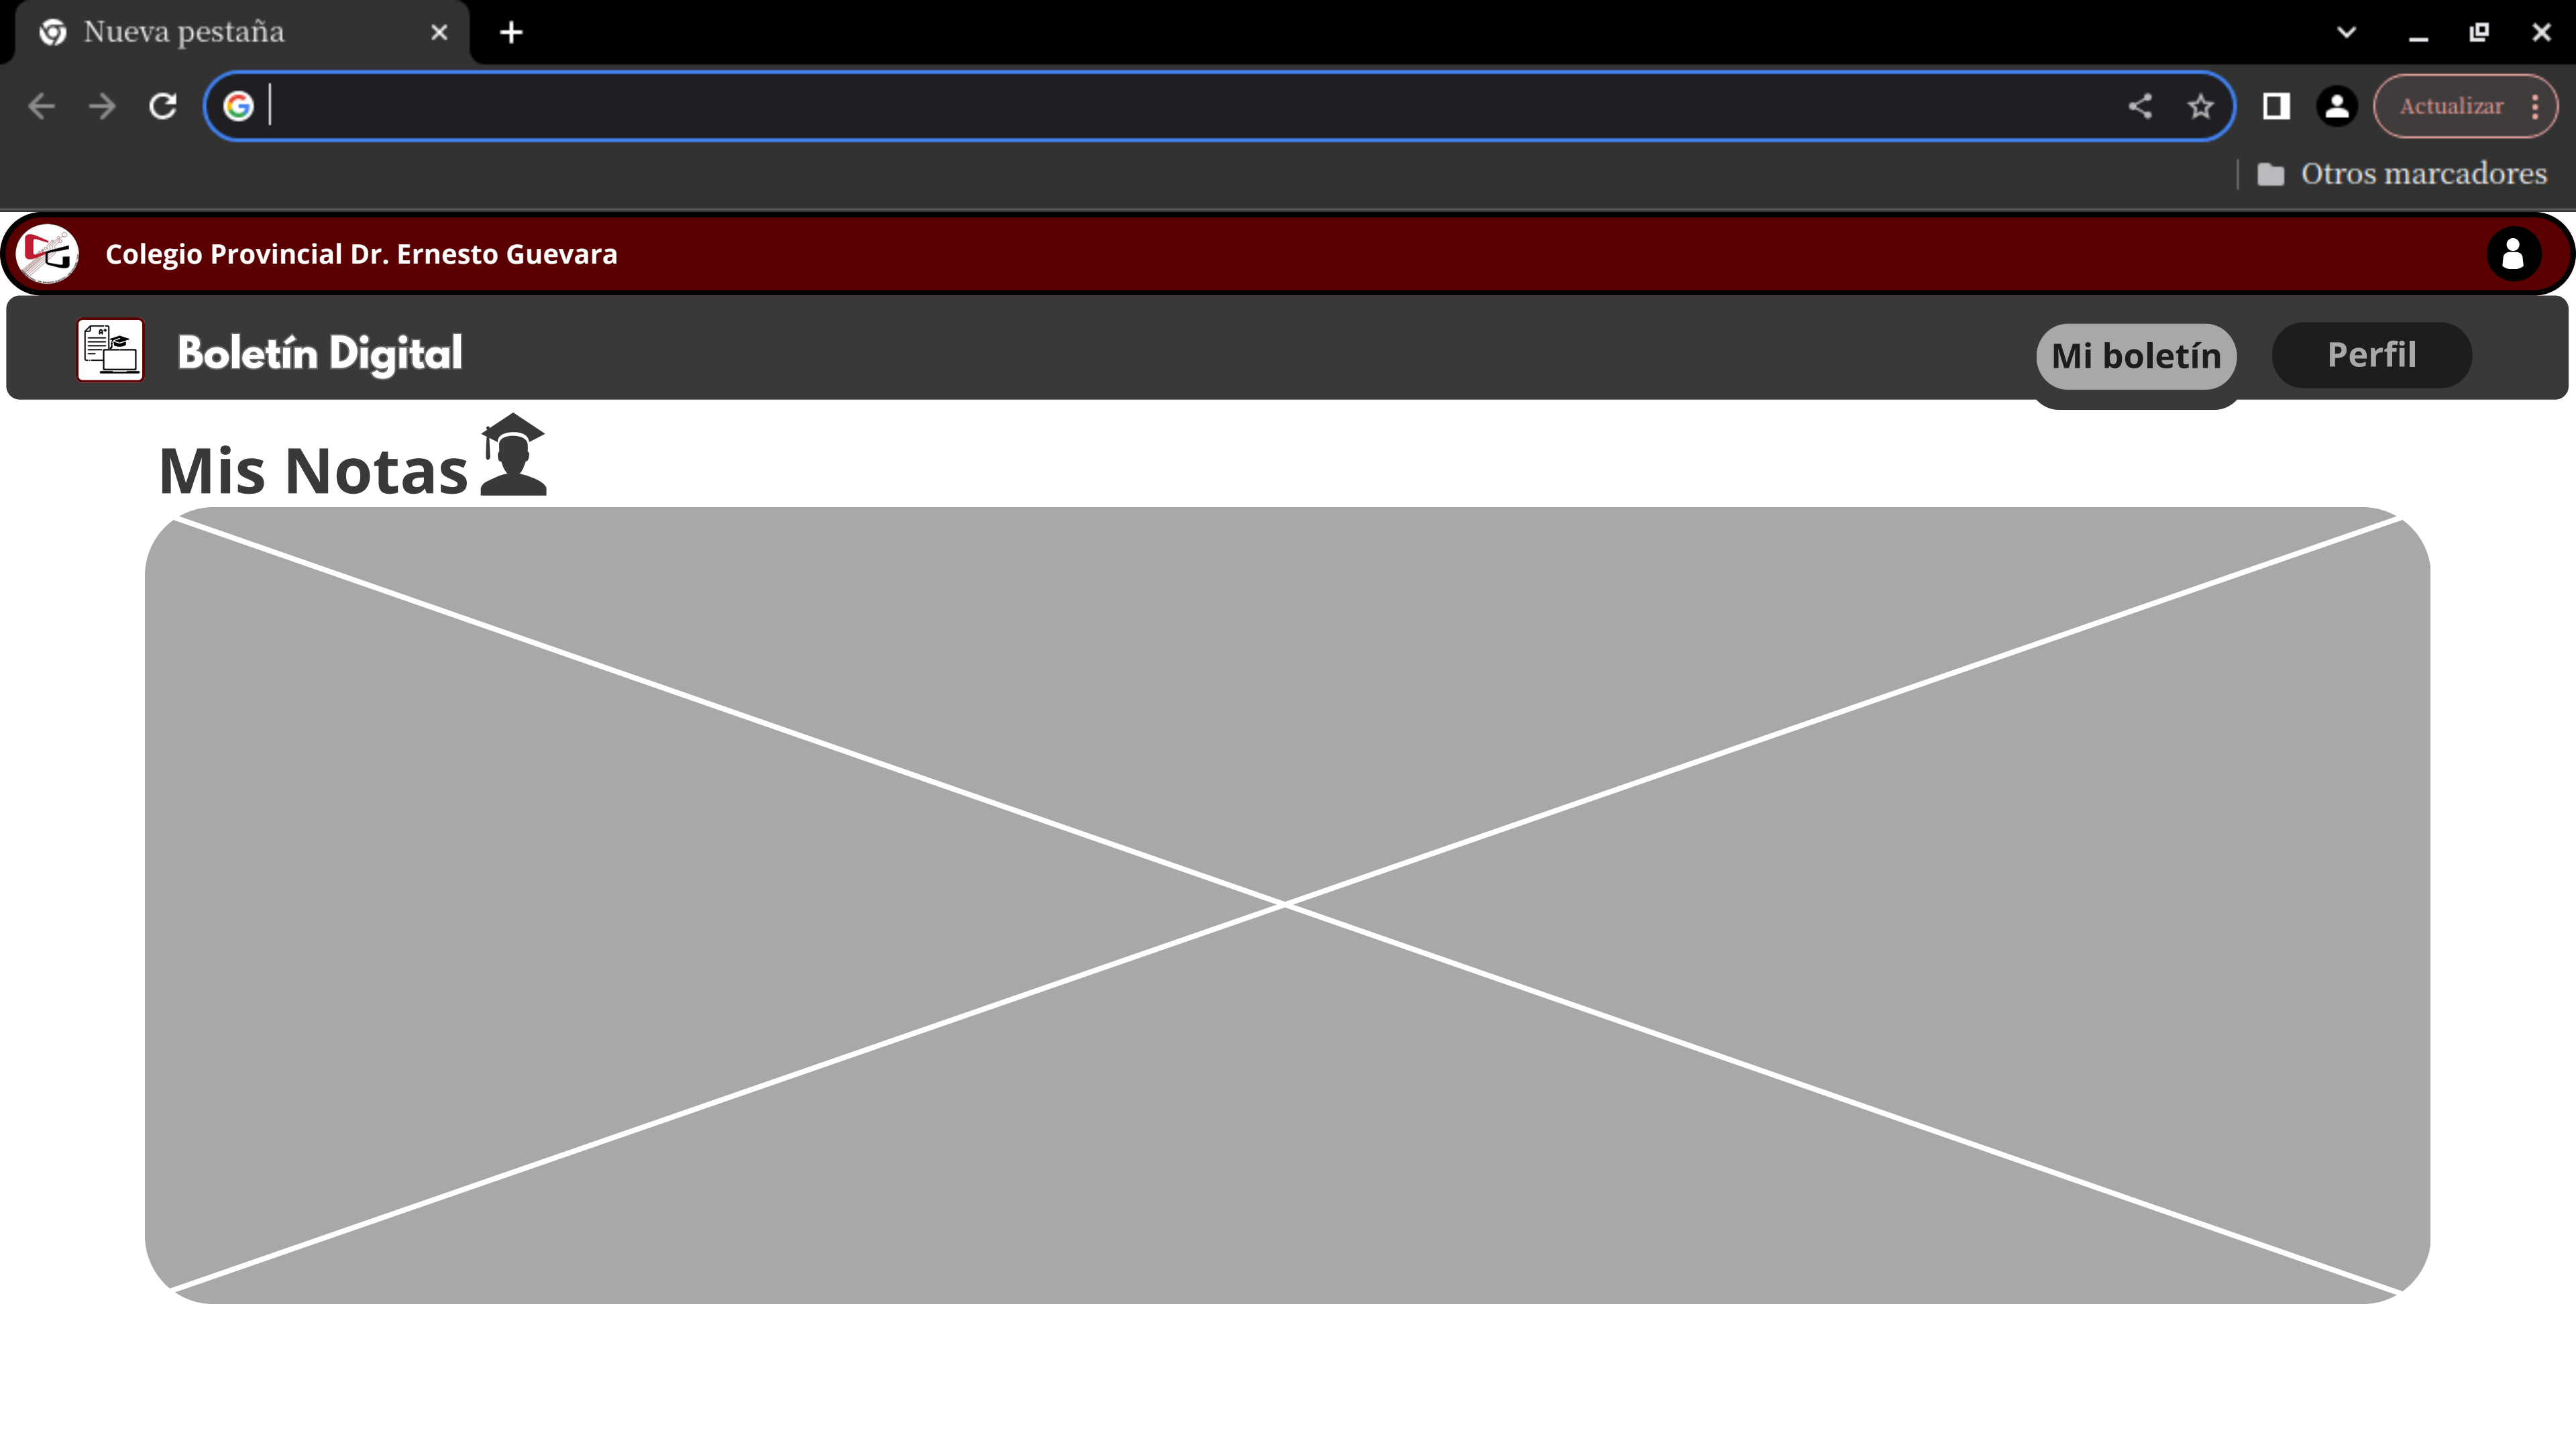 Nueva pestaña
Actualizar
Otros marcadores
Colegio Provincial Dr. Ernesto Guevara
Boletín Digital
Mi boletín
Perfil
Mis Notas